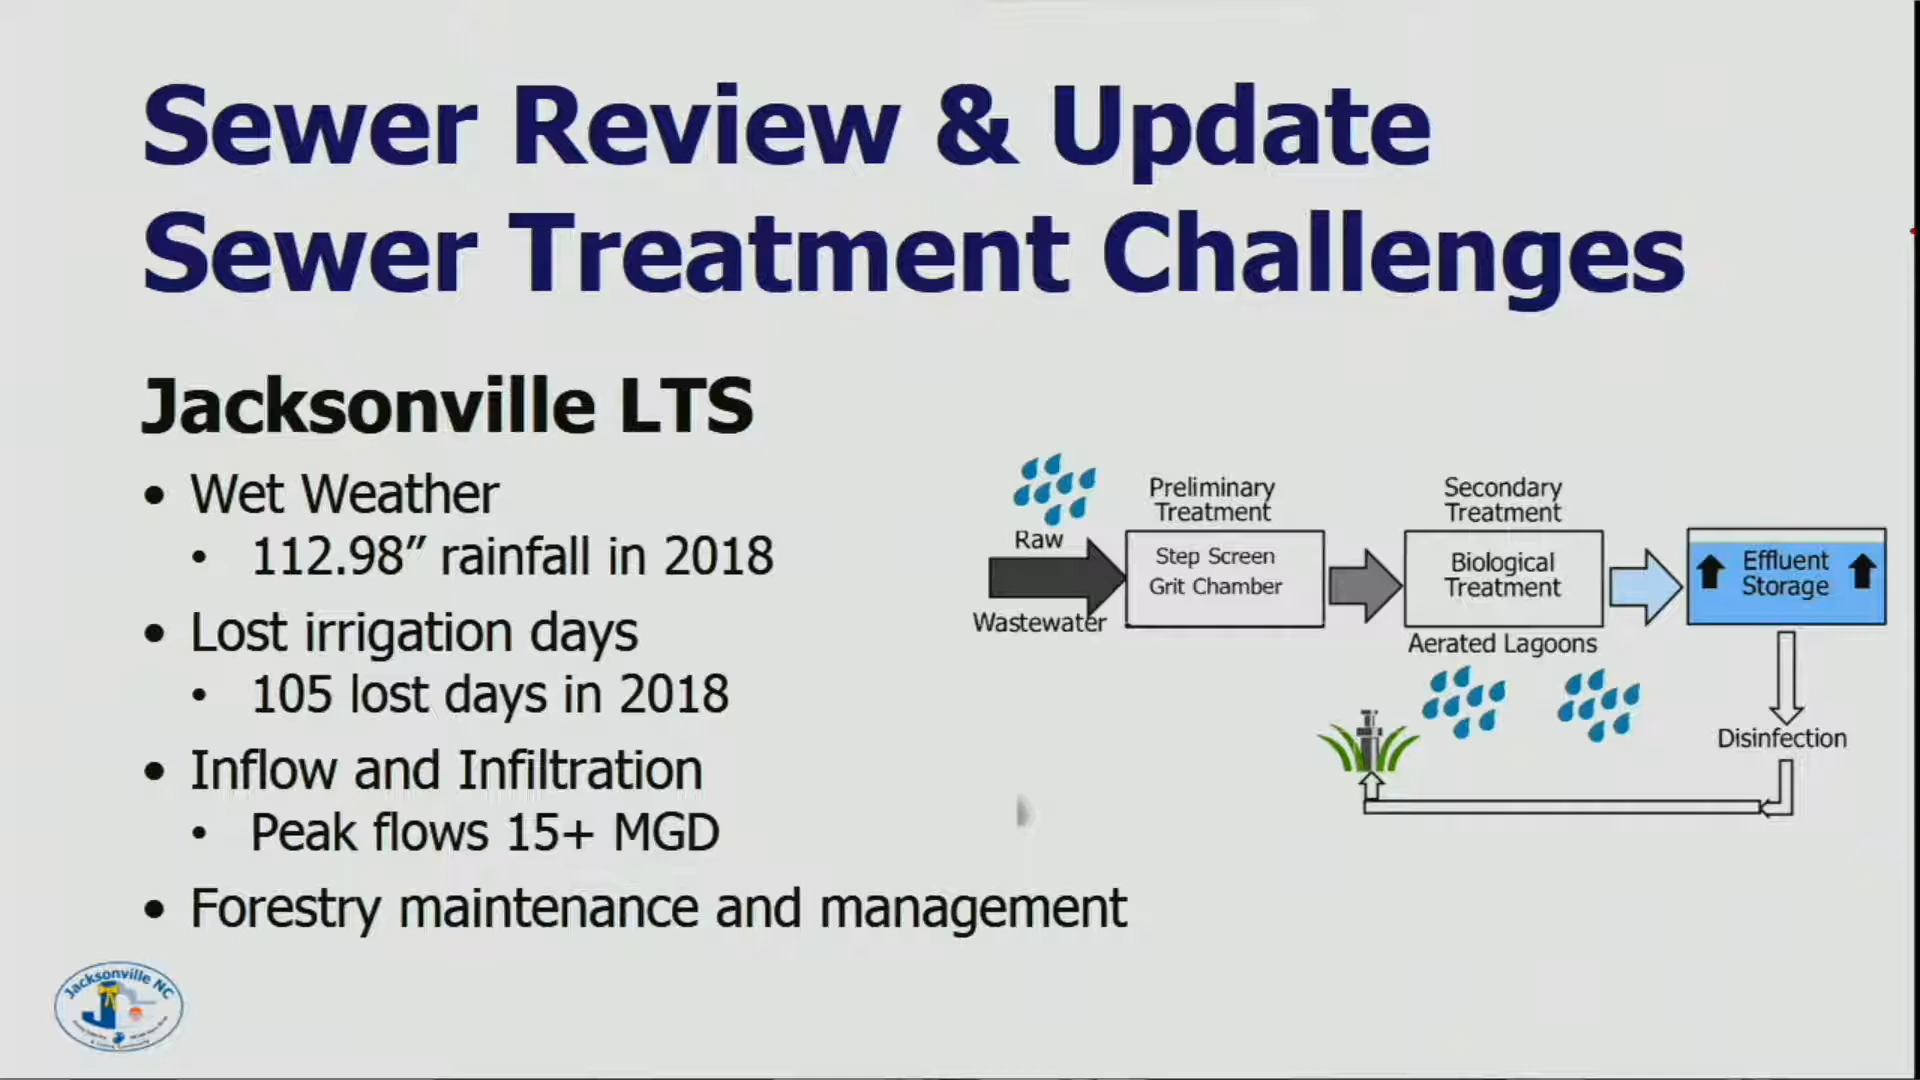 Sewer Review & Update
Sewer Treatment Challenges
Jacksonville LTS
• Wet Weather
• 112.98” rainfall in 2018
• Lost irrigation days
• 105 lost days in 2018
• Inflow and Infiltration
• Peak flows 15+ MGD
• Forestry maintenance and management
Raw
Wastewater
Preliminary
Treatment
Step Screen
Grit Chamber
Secondary
Treatment
Biological
Treatment
Aerated Lagoons
Effluent
Storage
Disinfection
Jacksonville NC